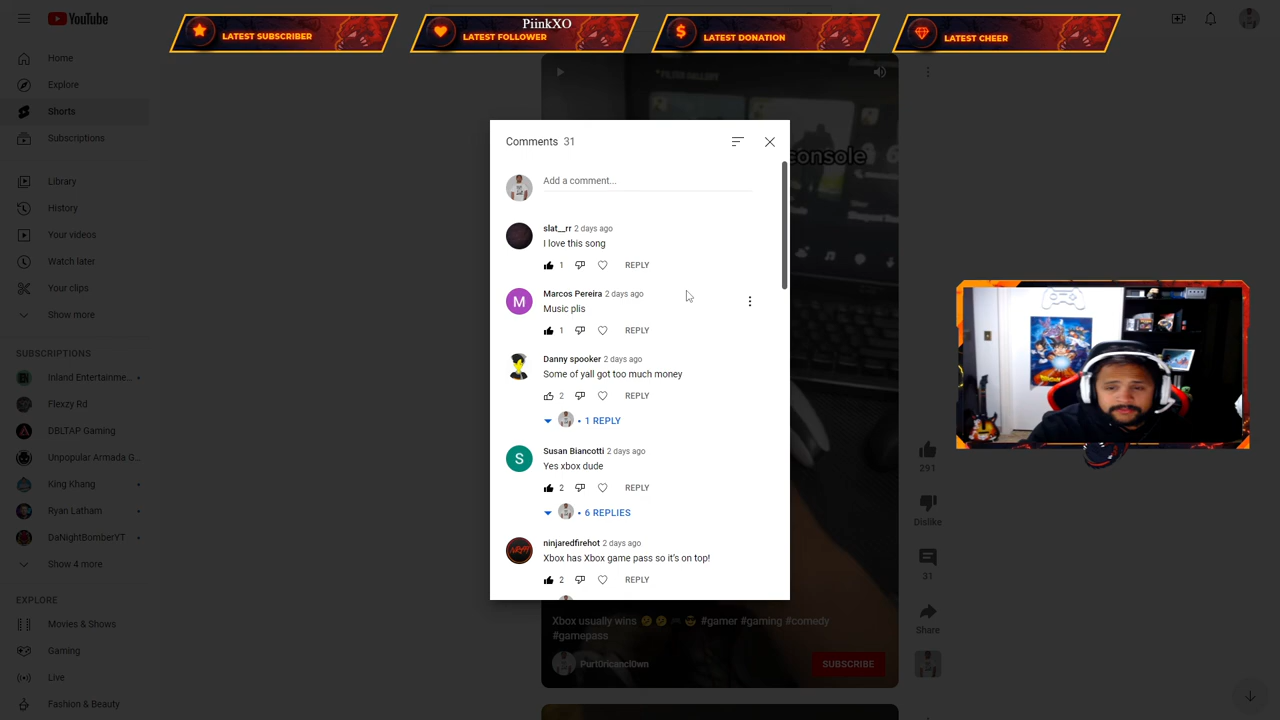 YouTube
PiinkXO
LATEST SUBSCRIBER
LATEST FOLLOWER
LATEST DONATION
LATEST CHEER
Home
Explore
Shorts
Subscriptions
Library
History
Your videos
Watch later
Your clips
Show more
SUBSCRIPTIONS
Inland Entertainme...
Flexzy Rd
DBLTAP Gaming
Unpopular Armada G...
King Khang
Ryan Latham
DaNightBomberYT
Show 4 more
EXPLORE
Movies & Shows
Gaming
Live
Fashion & Beauty
console
Comments 31
Add a comment...
slat__rr 2 days ago
I love this song
1 REPLY
M
Marcos Pereira 2 days ago
Music plis
1 REPLY
Danny spooker 2 days ago
Some of yall got too much money
2 REPLY
• 1 REPLY
S
Susan Biancotti 2 days ago
Yes xbox dude
2 REPLY
• 6 REPLIES
ninjaredfirehot 2 days ago
Xbox has Xbox game pass so it's on top!
2 REPLY
291
Dislike
31
Share
Xbox usually wins 🤣 🤣 🎮 😎 #gamer #gaming #comedy
#gamepass
Purt0ricancl0wn
SUBSCRIBE